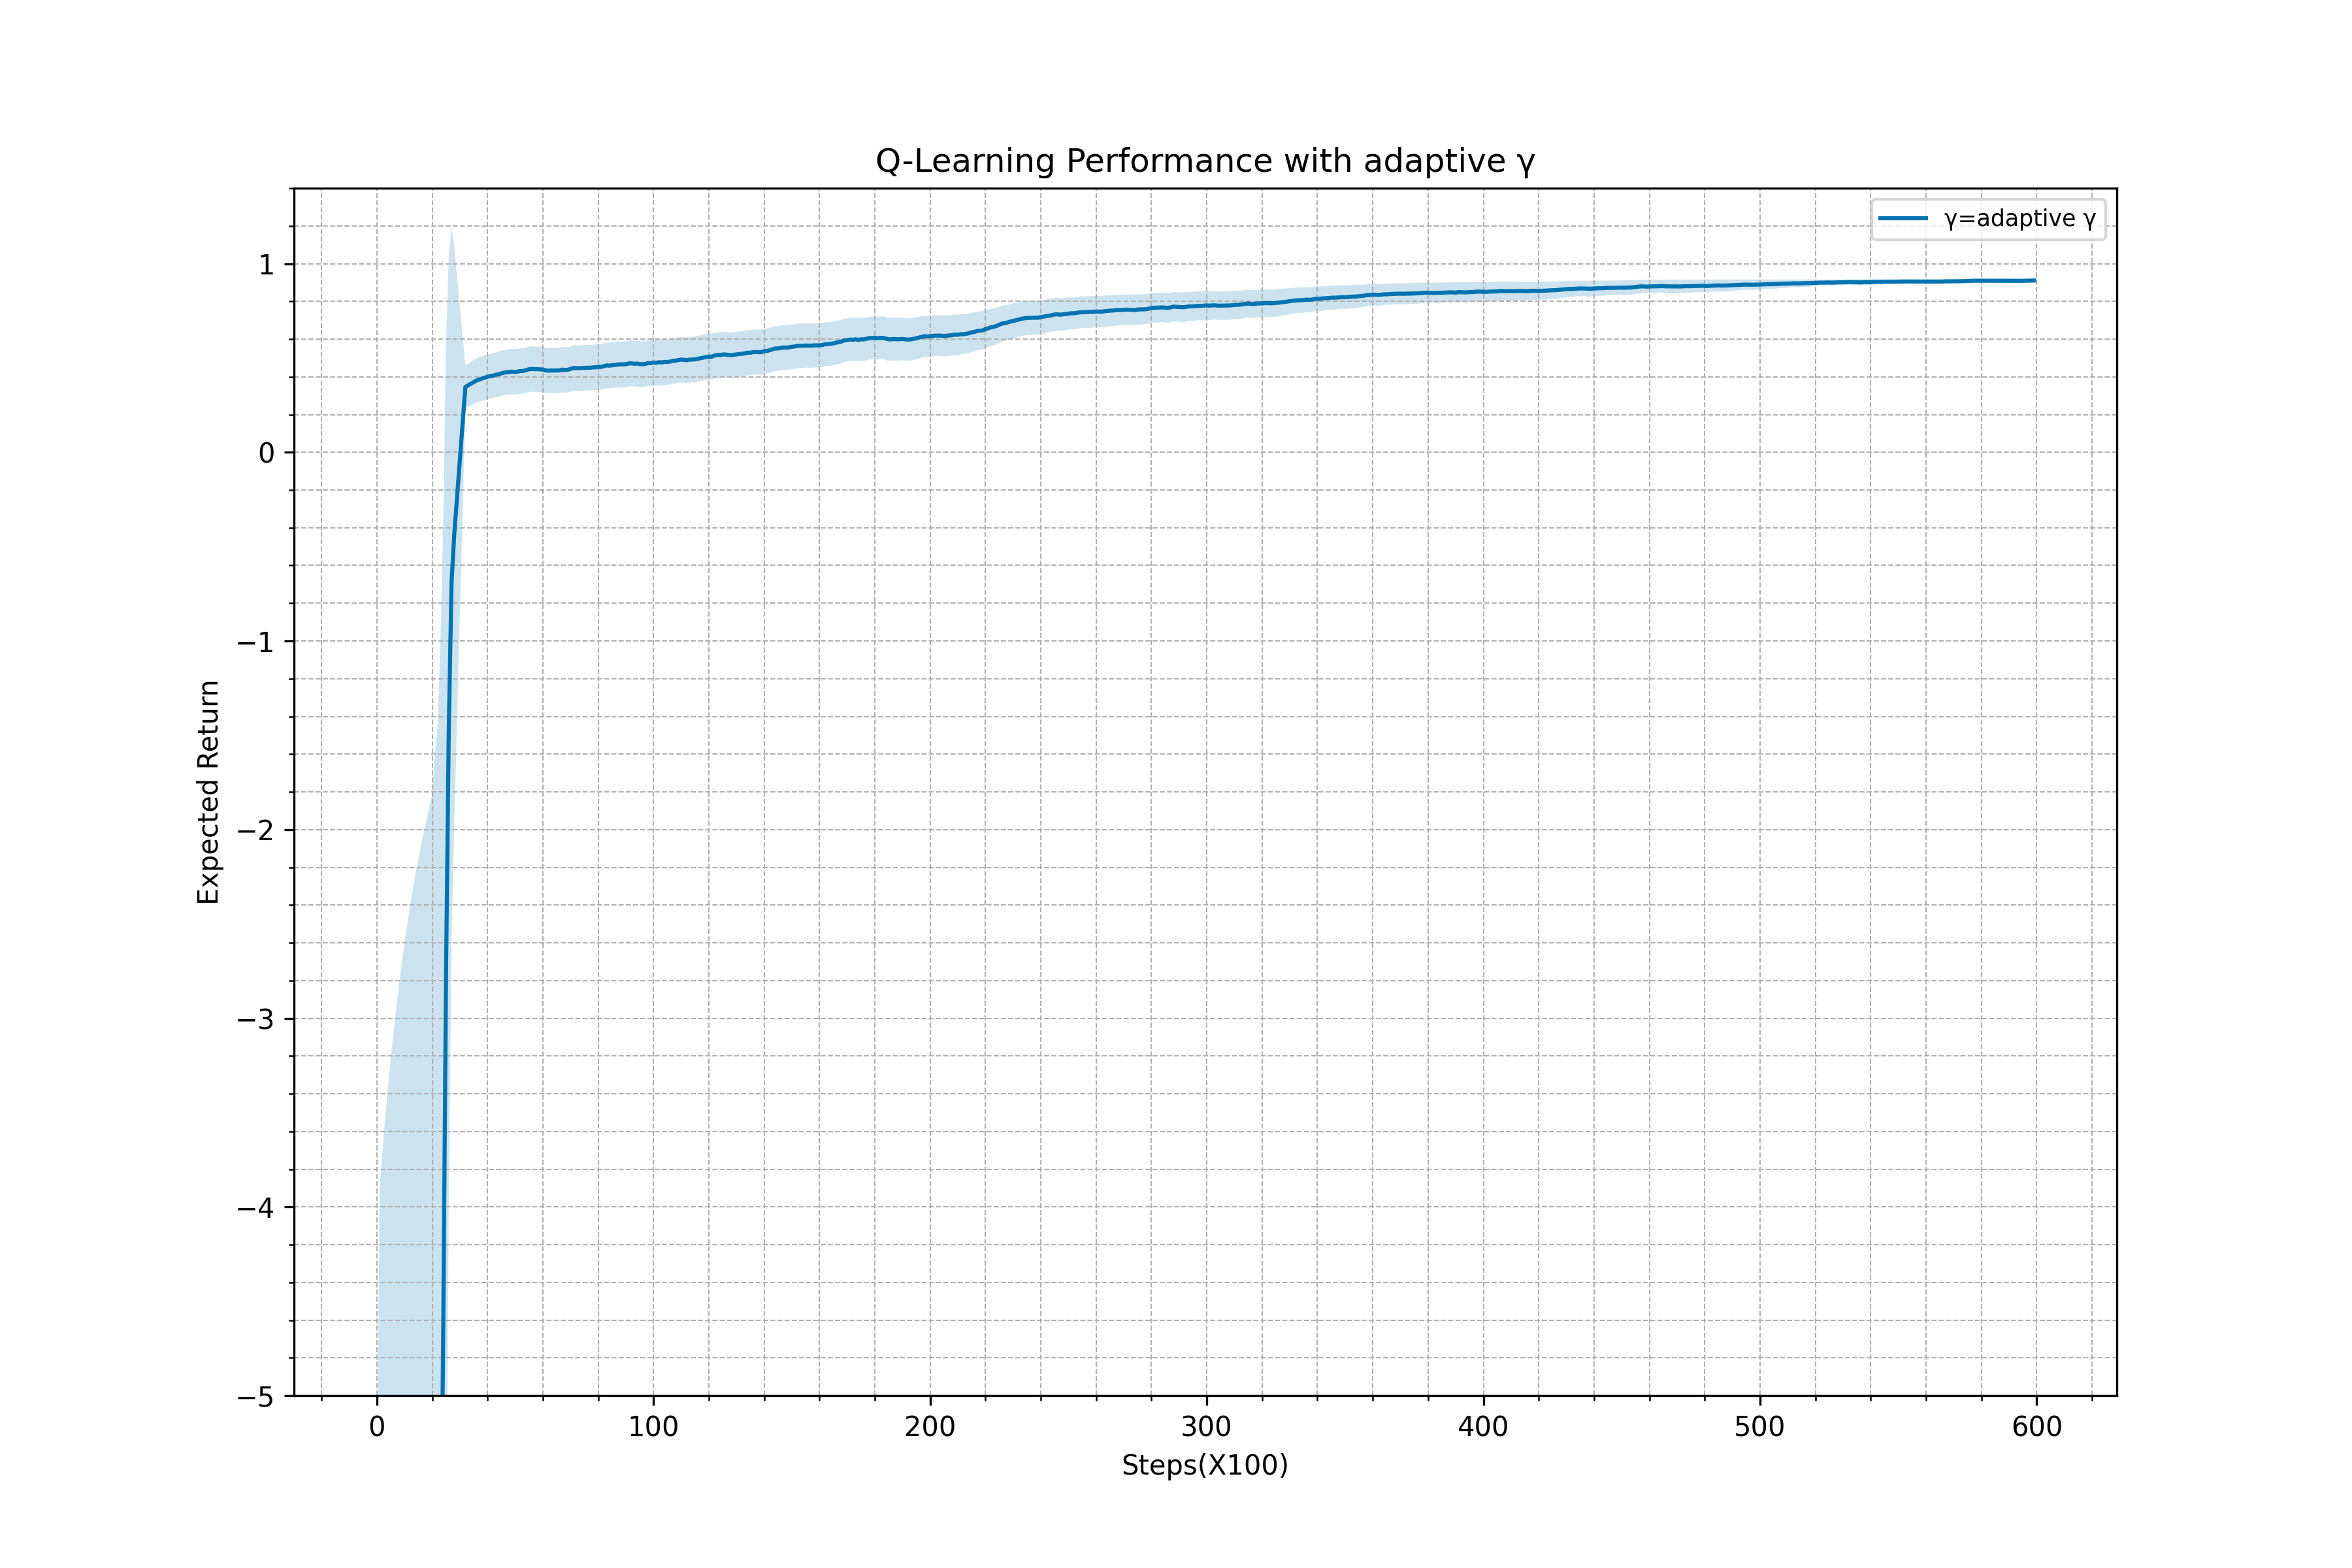 Q-Learning Performance with adaptive γ
γ=adaptive γ
1
0
−1
−2
−3
−4
−5
Expected Return
0 100 200 300 400 500 600
Steps(X100)